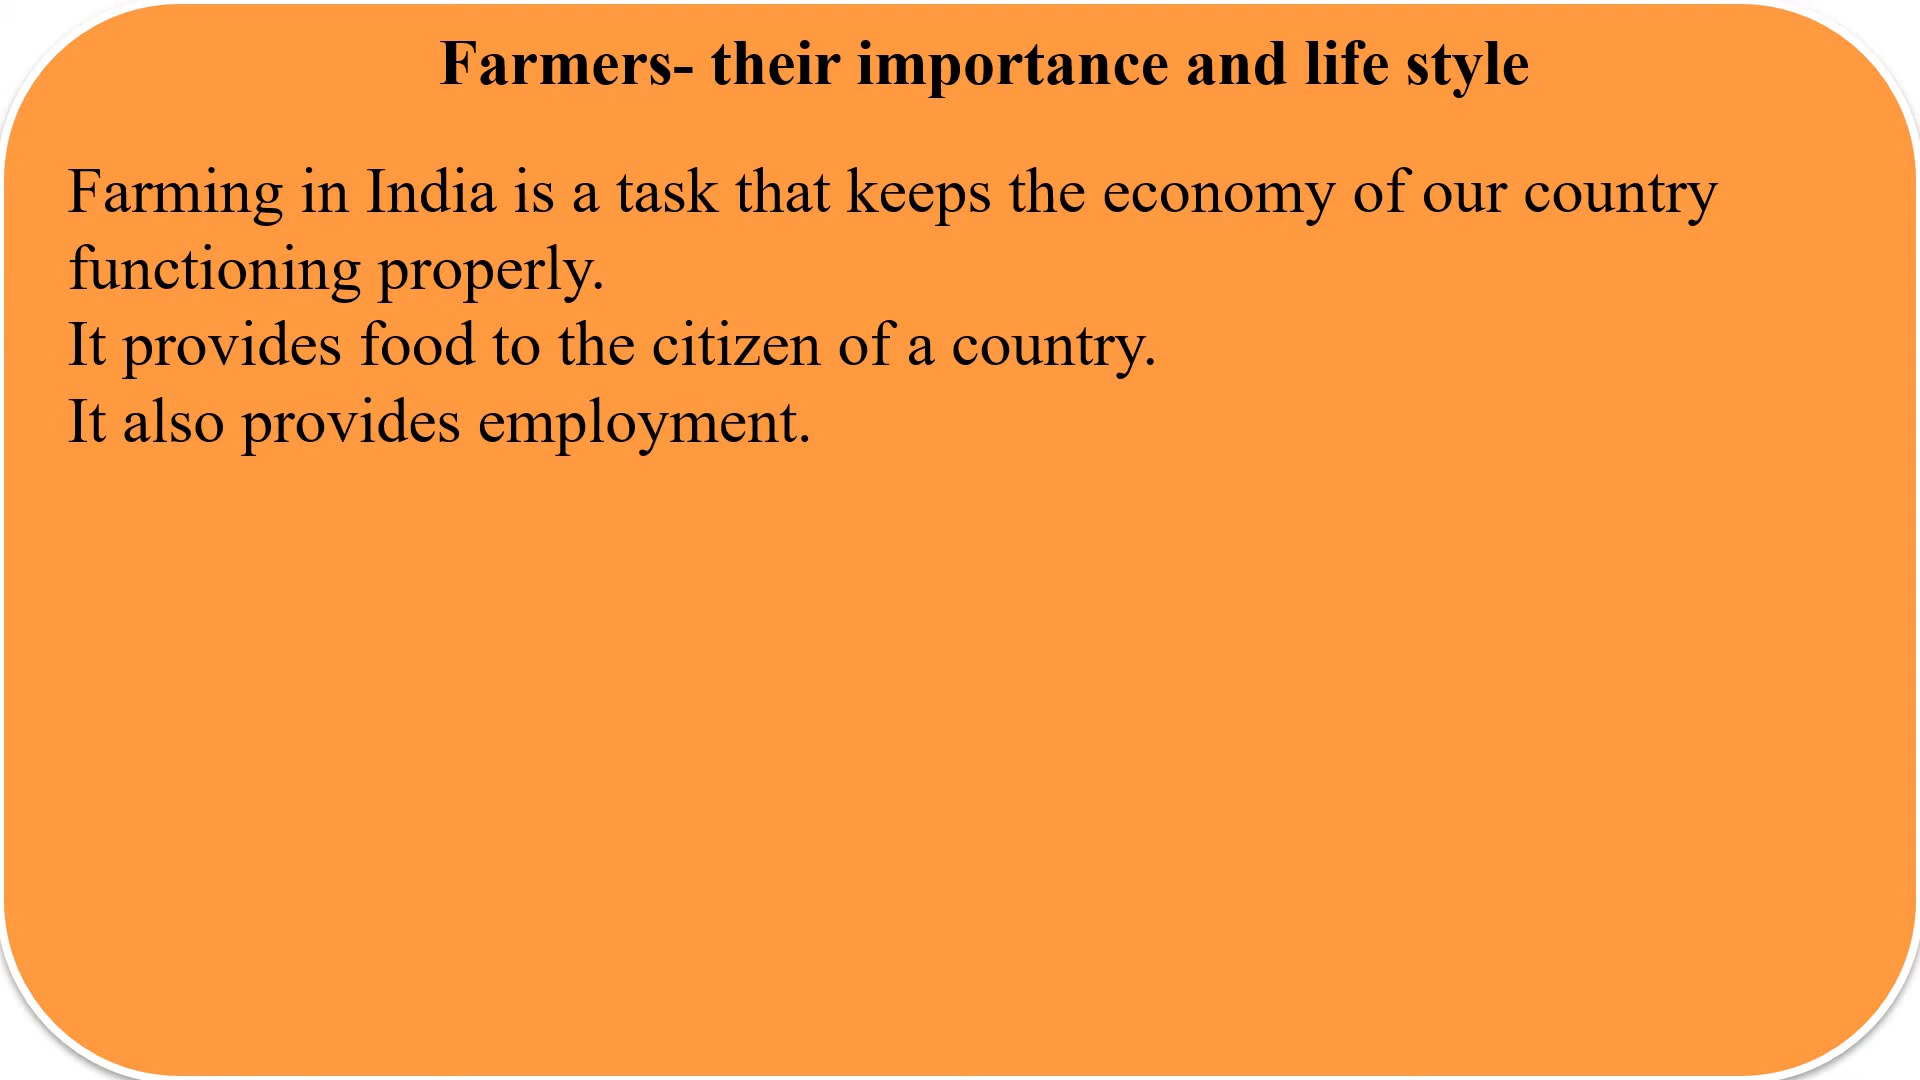 Farmers- their importance and life style
Farming in India is a task that keeps the economy of our country
functioning properly.
It provides food to the citizen of a country.
It also provides employment.